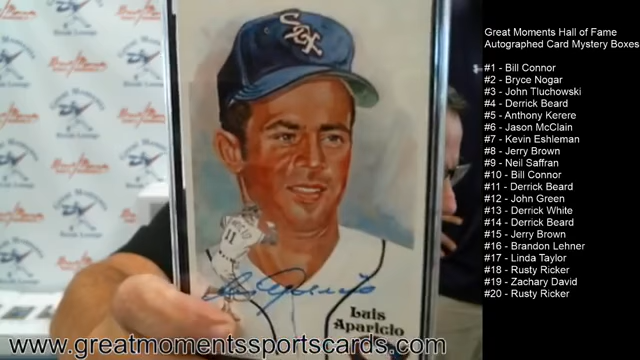 Great Moments Hall of Fame
Autographed Card Mystery Boxes
#1 - Bill Connor
#2 - Bryce Nogar
#3 - John Tluchowski
#4 - Derrick Beard
#5 - Anthony Kerere
#6 - Jason McClain
#7 - Kevin Eshleman
#8 - Jerry Brown
#9 - Neil Saffran
#10 - Bill Connor
#11 - Derrick Beard
#12 - John Green
#13 - Derrick White
#14 - Derrick Beard
#15 - Jerry Brown
#16 - Brandon Lehner
#17 - Linda Taylor
#18 - Rusty Ricker
#19 - Zachary David
#20 - Rusty Ricker
SOX
11
Luis
Aparicio
www.greatmomentssportscards.com